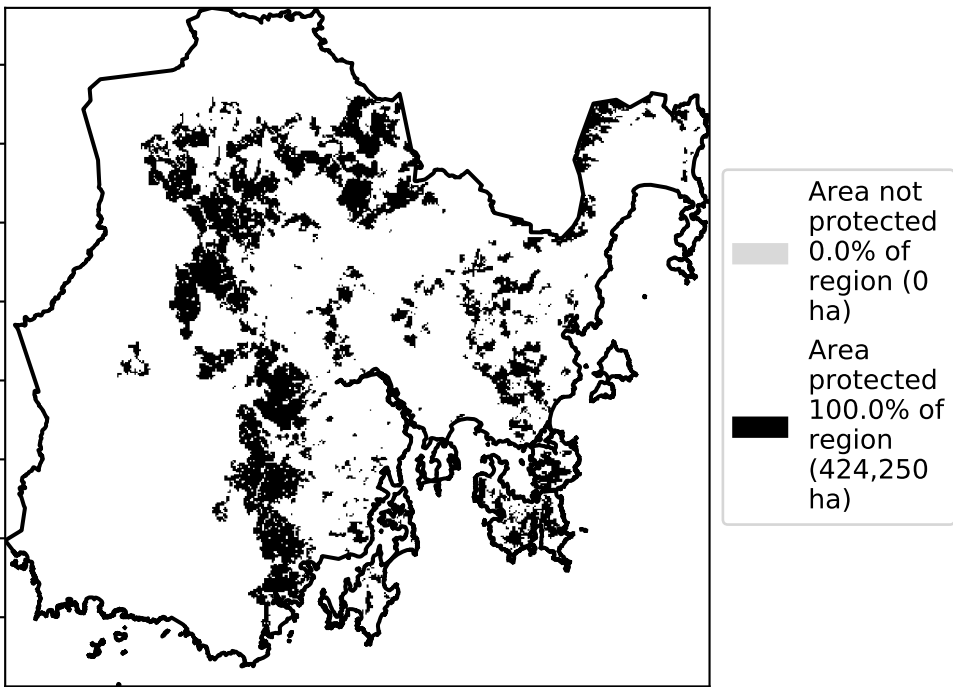 Area not
protected
0.0% of
region (0
ha)
Area
protected
100.0% of
region
(424,250
ha)